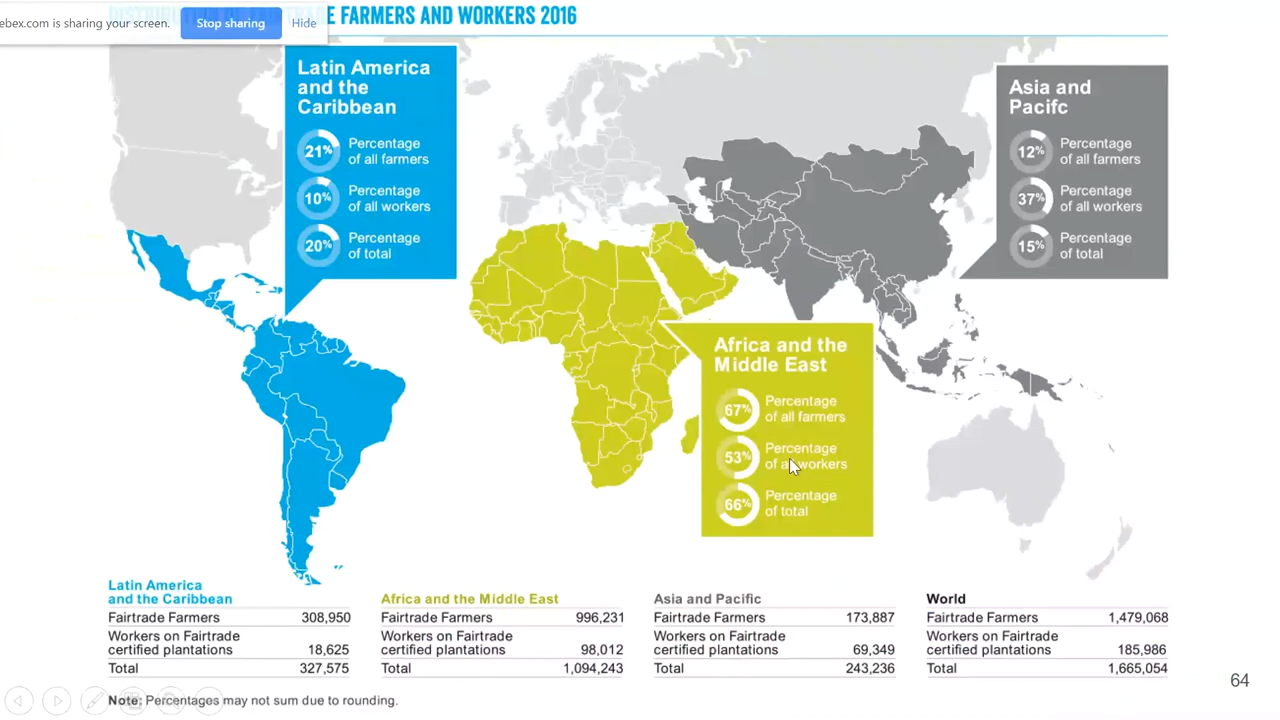 ebex.com is sharing your screen.
Stop sharing
Hide
E FARMERS AND WORKERS 2016
Latin America
and the
Caribbean
21%
Percentage
of all farmers
10%
Percentage
of all workers
20%
Percentage
of total
Asia and
Pacifc
12%
Percentage
of all farmers
37%
Percentage
of all workers
15%
Percentage
of total
Africa and the
Middle East
67%
Percentage
of all farmers
53%
Percentage
of all workers
66%
Percentage
of total
Latin America
and the Caribbean
Fairtrade Farmers 308,950
Workers on Fairtrade
certified plantations 18,625
Total 327,575
Africa and the Middle East
Fairtrade Farmers 996,231
Workers on Fairtrade
certified plantations 98,012
Total 1,094,243
Asia and Pacific
Fairtrade Farmers 173,887
Workers on Fairtrade
certified plantations 69,349
Total 243,236
World
Fairtrade Farmers 1,479,068
Workers on Fairtrade
certified plantations 185,986
Total 1,665,054
64
Note: Percentages may not sum due to rounding.